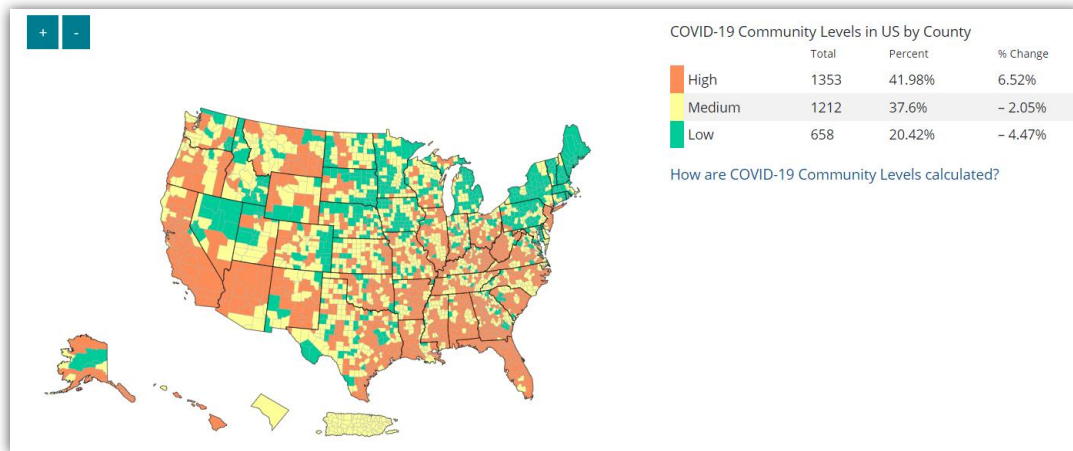 + -
COVID-19 Community Levels in US by County
Total Percent % Change
High 1353 41.98% 6.52%
Medium 1212 37.6% – 2.05%
Low 658 20.42% – 4.47%
How are COVID-19 Community Levels calculated?